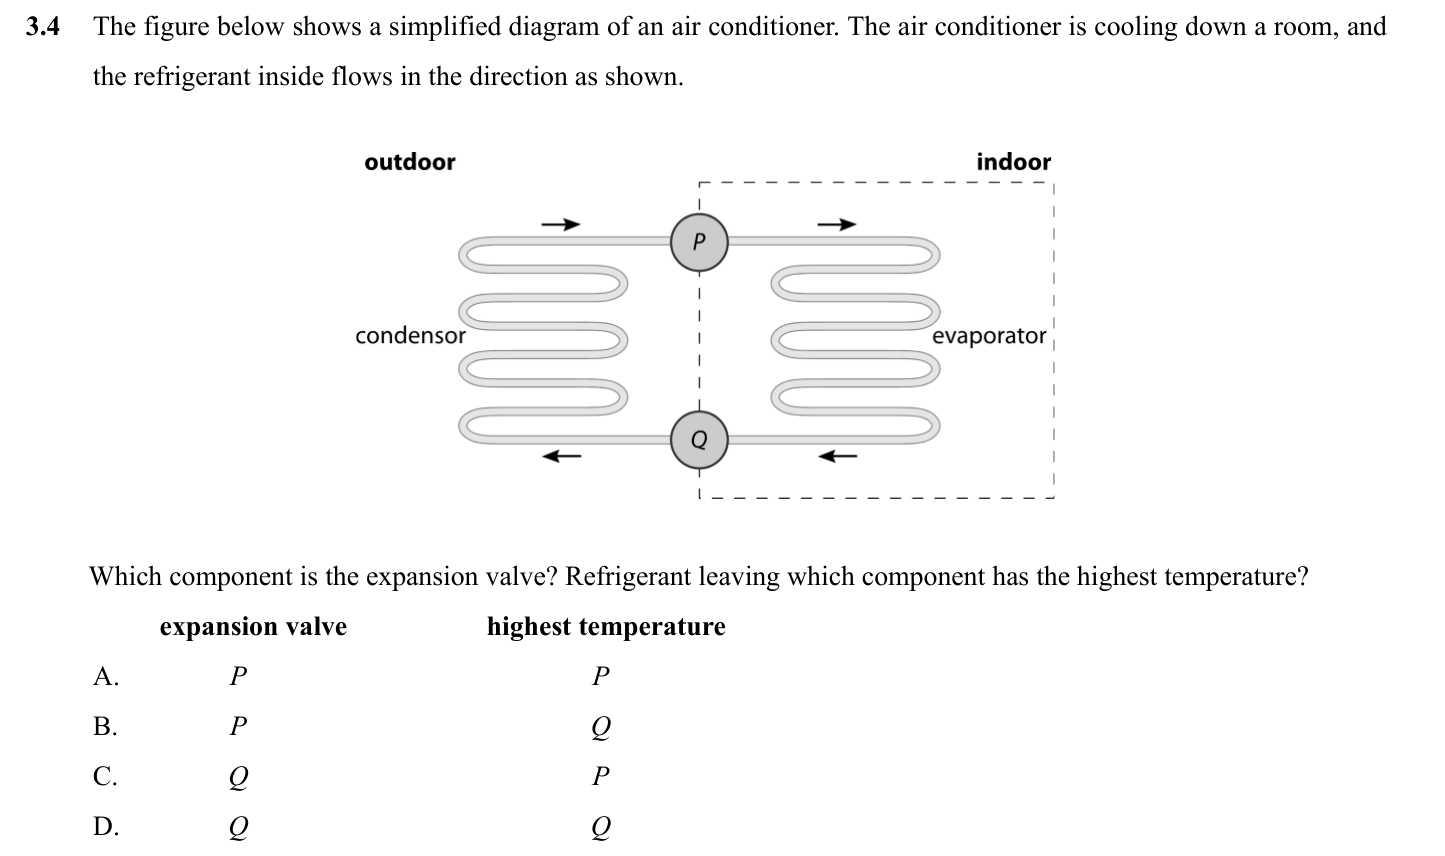 3.4 The figure below shows a simplified diagram of an air conditioner. The air conditioner is cooling down a room, and
the refrigerant inside flows in the direction as shown.
outdoor indoor
P
condensor evaporator
Q
Which component is the expansion valve? Refrigerant leaving which component has the highest temperature?
expansion valve highest temperature
A. P P
B. P Q
C. Q P
D. Q Q